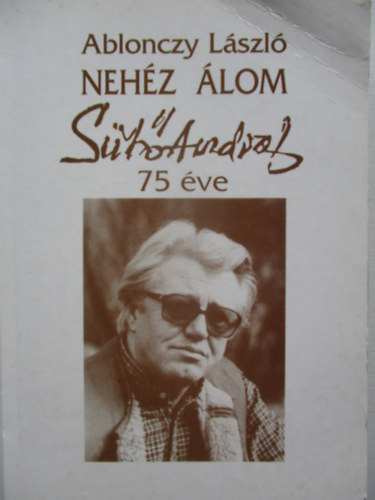 Ablonczy László
NEHÉZ ÁLOM
Sütő András
75 éve